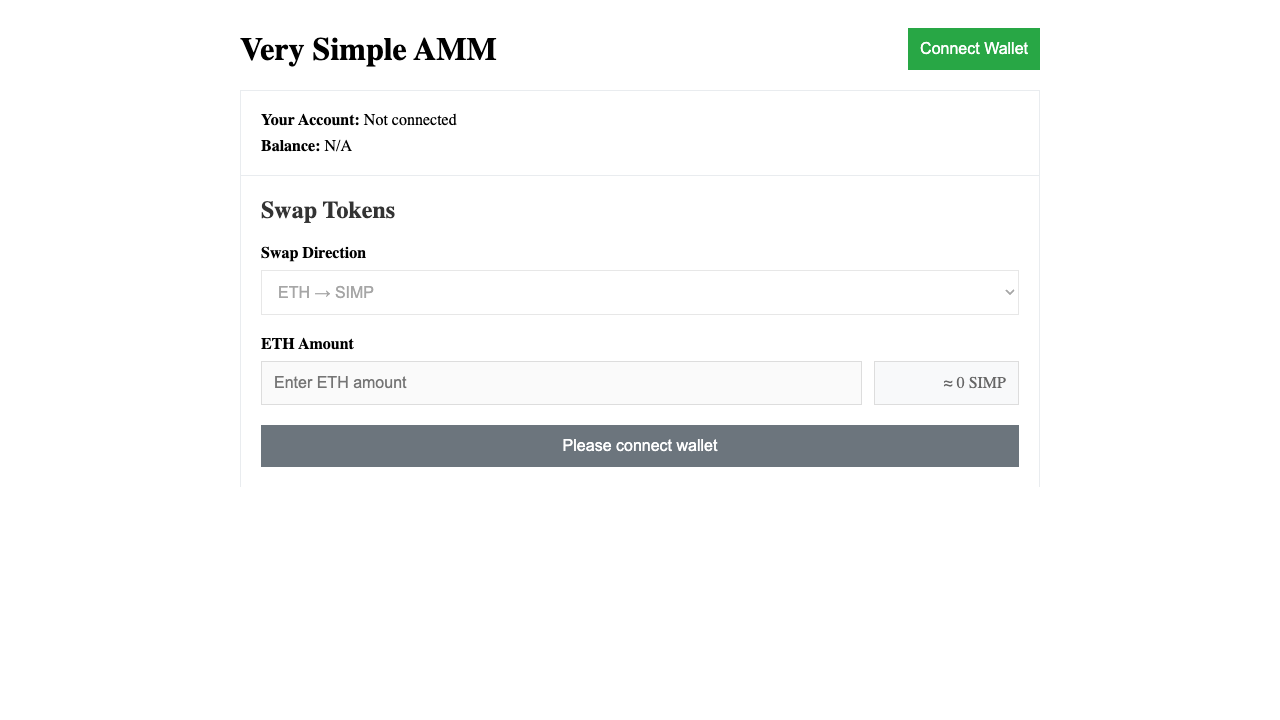 Very Simple AMM
Connect Wallet
Your Account: Not connected
Balance: N/A
Swap Tokens
Swap Direction
ETH → SIMP
ETH Amount
Enter ETH amount
≈ 0 SIMP
Please connect wallet